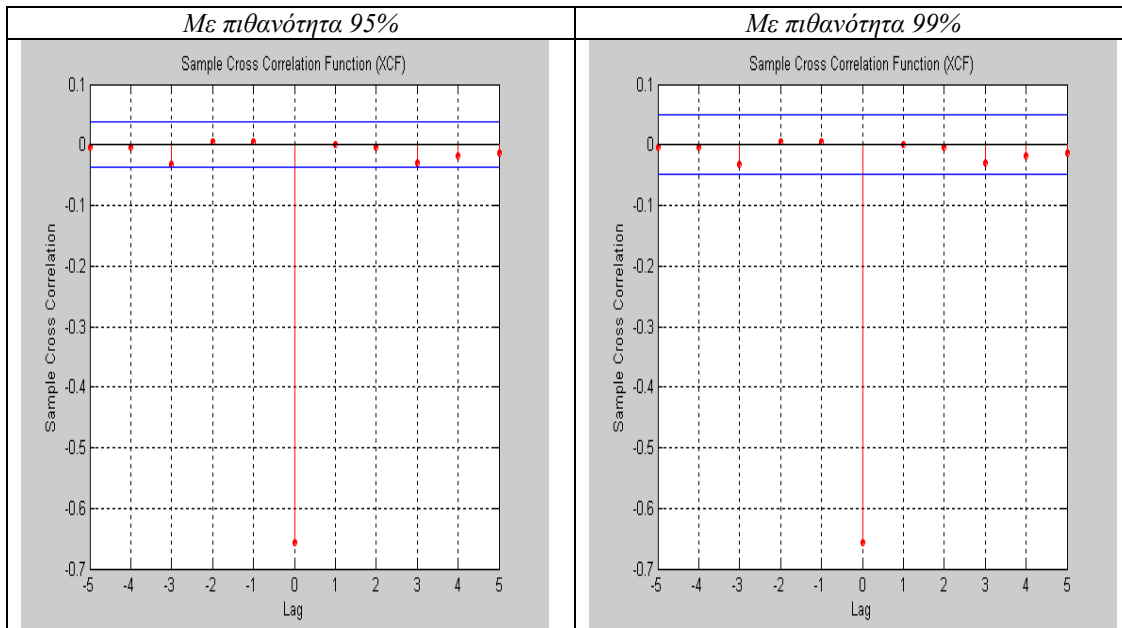 Με πιθανότητα 95%
Με πιθανότητα 99%
Sample Cross Correlation Function (XCF)
Sample Cross Correlation
0.1
0
-0.1
-0.2
-0.3
-0.4
-0.5
-0.6
-0.7
-5 -4 -3 -2 -1 0 1 2 3 4 5
Lag
Sample Cross Correlation Function (XCF)
Sample Cross Correlation
0.1
0
-0.1
-0.2
-0.3
-0.4
-0.5
-0.6
-0.7
-5 -4 -3 -2 -1 0 1 2 3 4 5
Lag